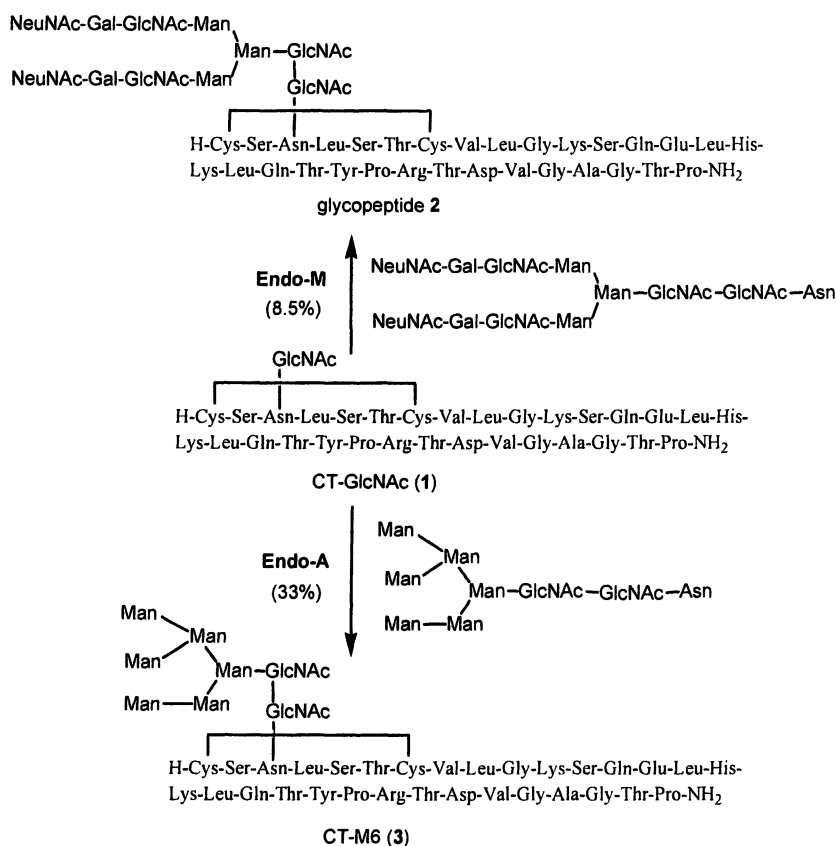 NeuNAc-Gal-GlcNAc-Man
Man—GlcNAc
NeuNAc-Gal-GlcNAc-Man
GlcNAc
H-Cys-Ser-Asn-Leu-Ser-Thr-Cys-Val-Leu-Gly-Lys-Ser-Gln-Glu-Leu-His-
Lys-Leu-Gln-Thr-Tyr-Pro-Arg-Thr-Asp-Val-Gly-Ala-Gly-Thr-Pro-NH2
glycopeptide 2
Endo-M
(8.5%)
NeuNAc-Gal-GlcNAc-Man
Man—GlcNAc-GlcNAc-Asn
NeuNAc-Gal-GlcNAc-Man
GlcNAc
H-Cys-Ser-Asn-Leu-Ser-Thr-Cys-Val-Leu-Gly-Lys-Ser-Gln-Glu-Leu-His-
Lys-Leu-Gln-Thr-Tyr-Pro-Arg-Thr-Asp-Val-Gly-Ala-Gly-Thr-Pro-NH2
CT-GlcNAc (1)
Endo-A
(33%)
Man
Man
Man
Man—GlcNAc—GlcNAc—Asn
Man—Man
Man
Man
Man
Man—GlcNAc
Man—Man
GlcNAc
H-Cys-Ser-Asn-Leu-Ser-Thr-Cys-Val-Leu-Gly-Lys-Ser-Gln-Glu-Leu-His-
Lys-Leu-Gln-Thr-Tyr-Pro-Arg-Thr-Asp-Val-Gly-Ala-Gly-Thr-Pro-NH2
CT-M6 (3)